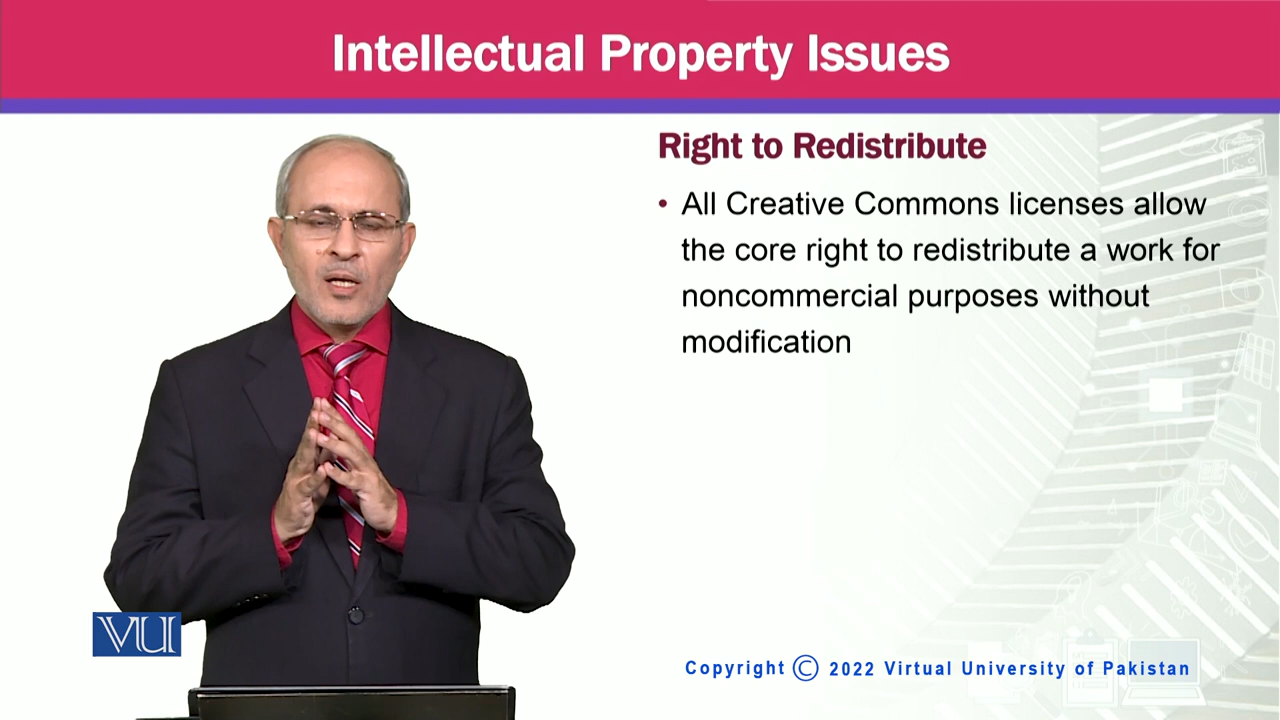 Intellectual Property Issues
Right to Redistribute
• All Creative Commons licenses allow
the core right to redistribute a work for
noncommercial purposes without
modification
VU
Copyright © 2022 Virtual University of Pakistan